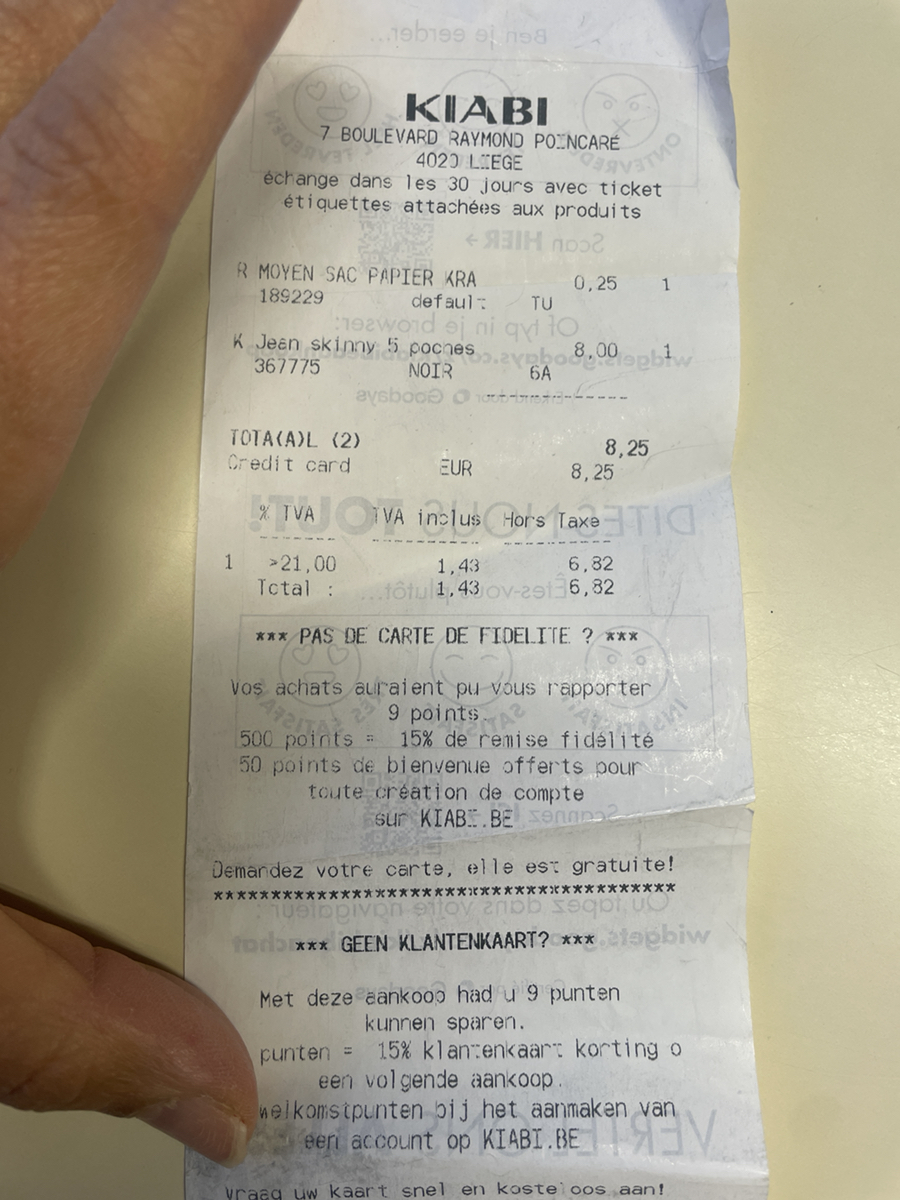 KIABI
7 BOULEVARD RAYMOND POINCARÉ
4020 LIEGE
échange dans les 30 jours avec ticket
étiquettes attachées aux produits
R MOYEN SAC PAPIER KRA 0,25 1
189229 default TU
K Jean skinny 5 poches 8,00 1
367775 NOIR 6A
TOTA(A)L (2) 8,25
Credit card EUR 8,25
% TVA TVA inclus Hors Taxe
1 >21,00 1,43 6,82
Total : 1,43 6,82
*** PAS DE CARTE DE FIDELITE ? ***
Vos achats auraient pu vous rapporter
9 points.
500 points = 15% de remise fidélité
50 points de bienvenue offerts pour
toute création de compte
sur KIABI.BE
Demandez votre carte, elle est gratuite!
****************************************
*** GEEN KLANTENKAART? ***
Met deze aankoop had u 9 punten
kunnen sparen.
punten = 15% klantenkaart korting o
een volgende aankoop.
welkomstpunten bij het aanmaken van
een account op KIABI.BE
Vraag uw kaart snel en kosteloos aan!